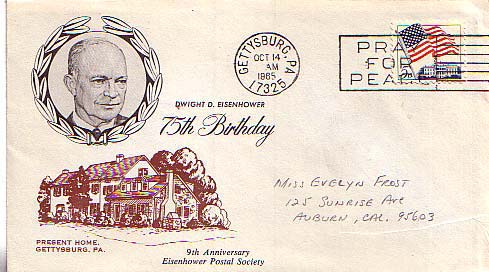 GETTYSBURG, PA
OCT 14
AM
1965
17325
PRAY
FOR
PEACE
DWIGHT D. EISENHOWER
75th Birthday
Miss Evelyn Frost
125 Sunrise Ave
Auburn, Cal. 95603
PRESENT HOME,
GETTYSBURG, PA.
9th Anniversary
Eisenhower Postal Society